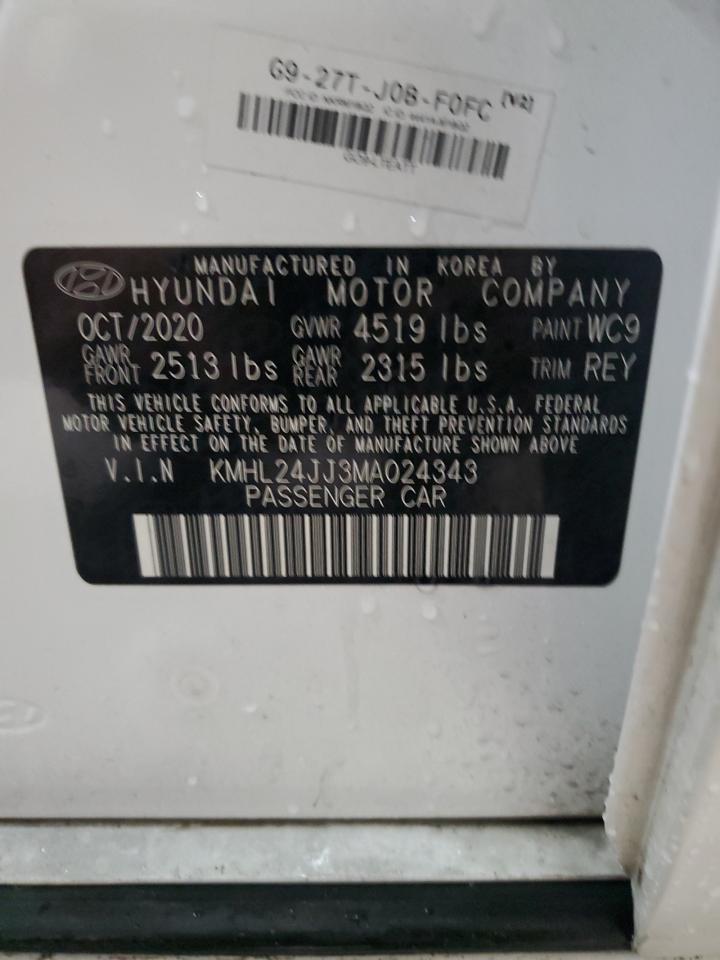 G9-27T-J0B-F0FC [V2]
MANUFACTURED IN KOREA BY
HYUNDAI MOTOR COMPANY
OCT/2020 GVWR 4519 lbs PAINT WC9
GAWR FRONT 2513 lbs GAWR REAR 2315 lbs TRIM REY
THIS VEHICLE CONFORMS TO ALL APPLICABLE U.S.A. FEDERAL
MOTOR VEHICLE SAFETY, BUMPER, AND THEFT PREVENTION STANDARDS
IN EFFECT ON THE DATE OF MANUFACTURE SHOWN ABOVE
V.I.N KMHL24JJ3MA024343
PASSENGER CAR